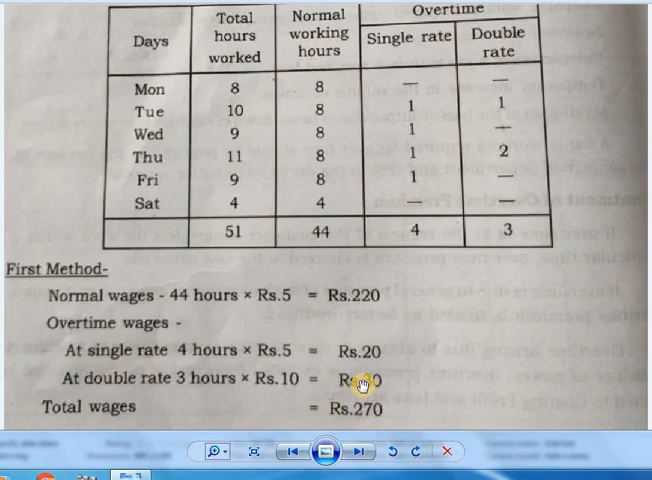 Days Total hours worked Normal working hours Overtime
Single rate Double rate
Mon 8 8 — —
Tue 10 8 1 1
Wed 9 8 1 —
Thu 11 8 1 2
Fri 9 8 1 —
Sat 4 4 — —
51 44 4 3
First Method-
Normal wages - 44 hours × Rs.5 = Rs.220
Overtime wages -
At single rate 4 hours × Rs.5 = Rs.20
At double rate 3 hours × Rs.10 =
Total wages = Rs.270